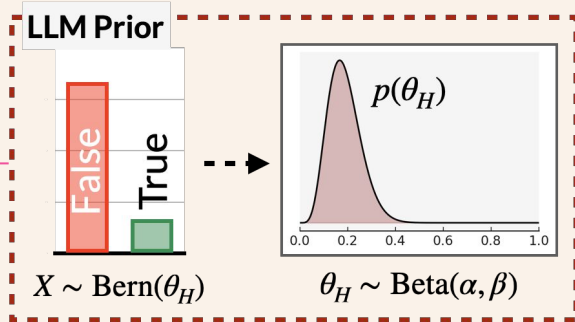 LLM Prior
False
True
p(θ_H)
0.0 0.2 0.4 0.6 0.8 1.0
X ~ Bern(θ_H)
θ_H ~ Beta(α, β)